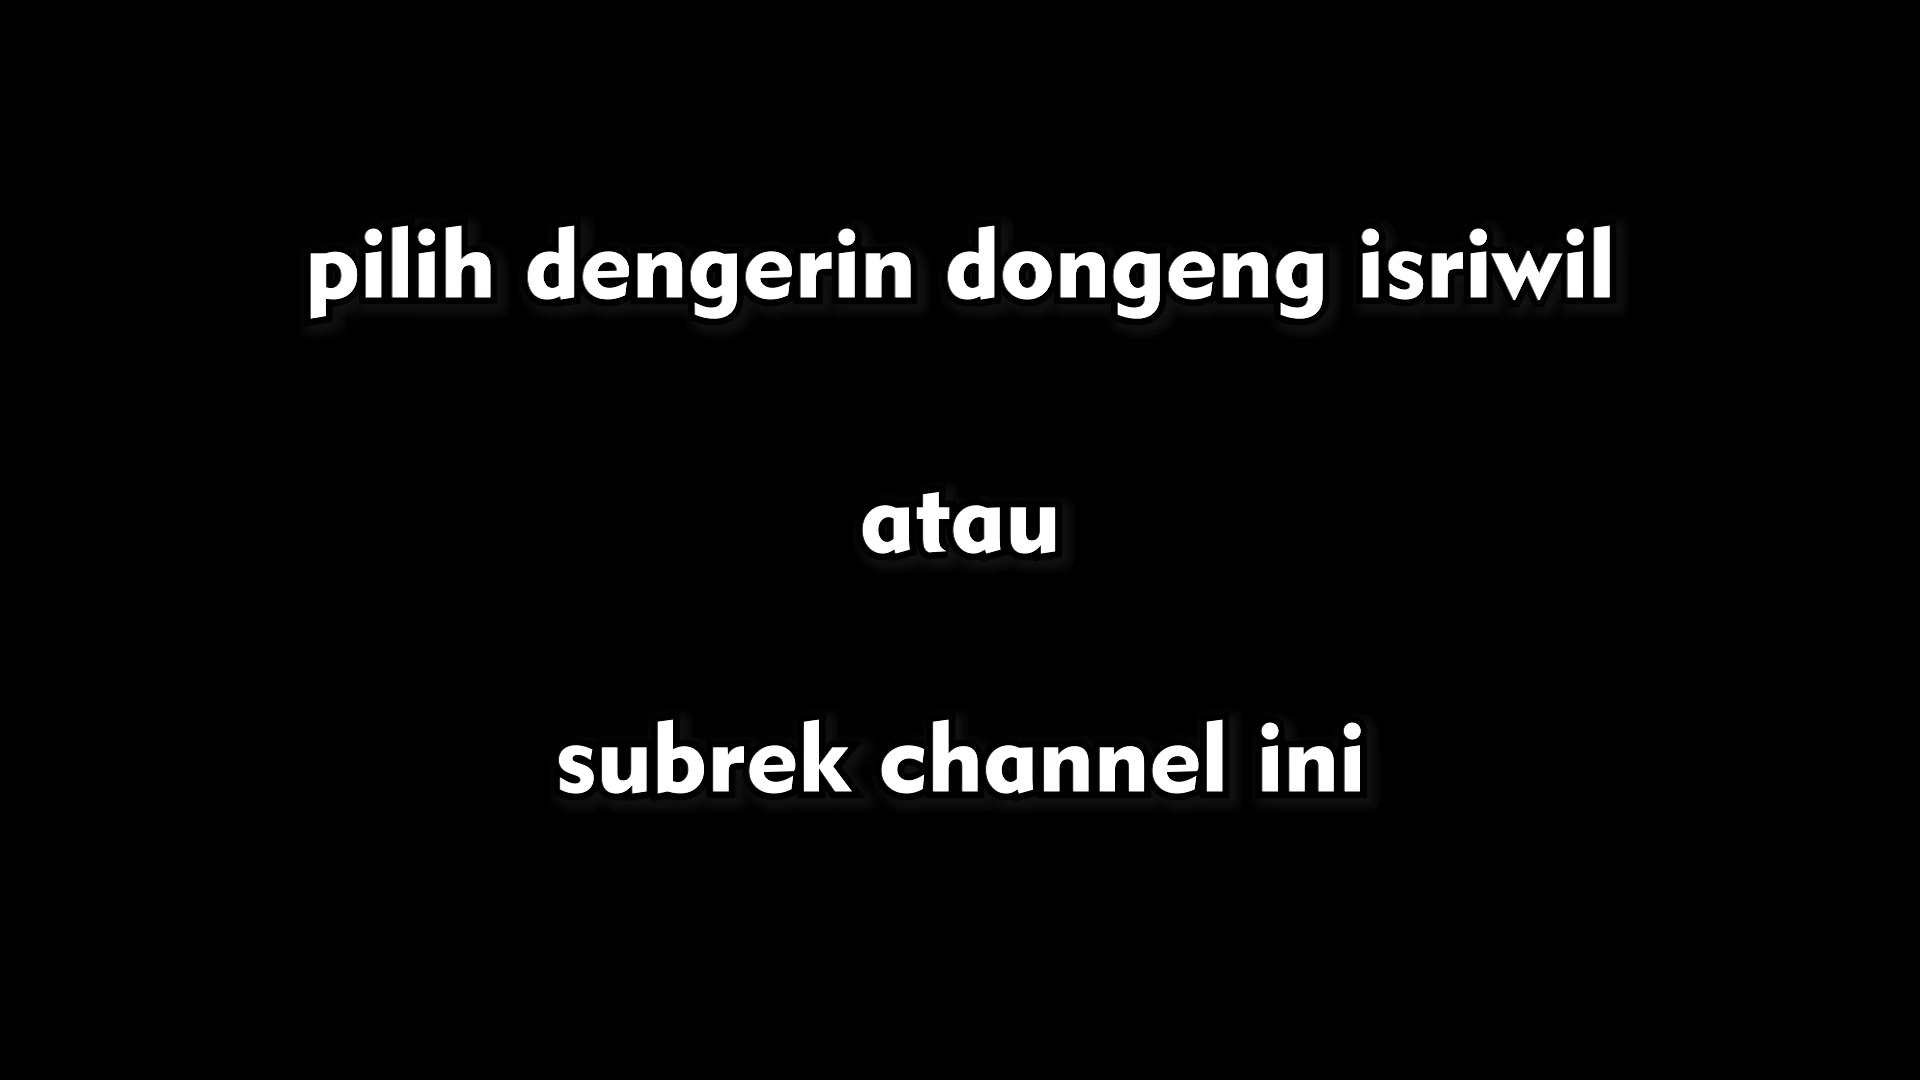 pilih dengerin dongeng isriwil
atau
subrek channel ini